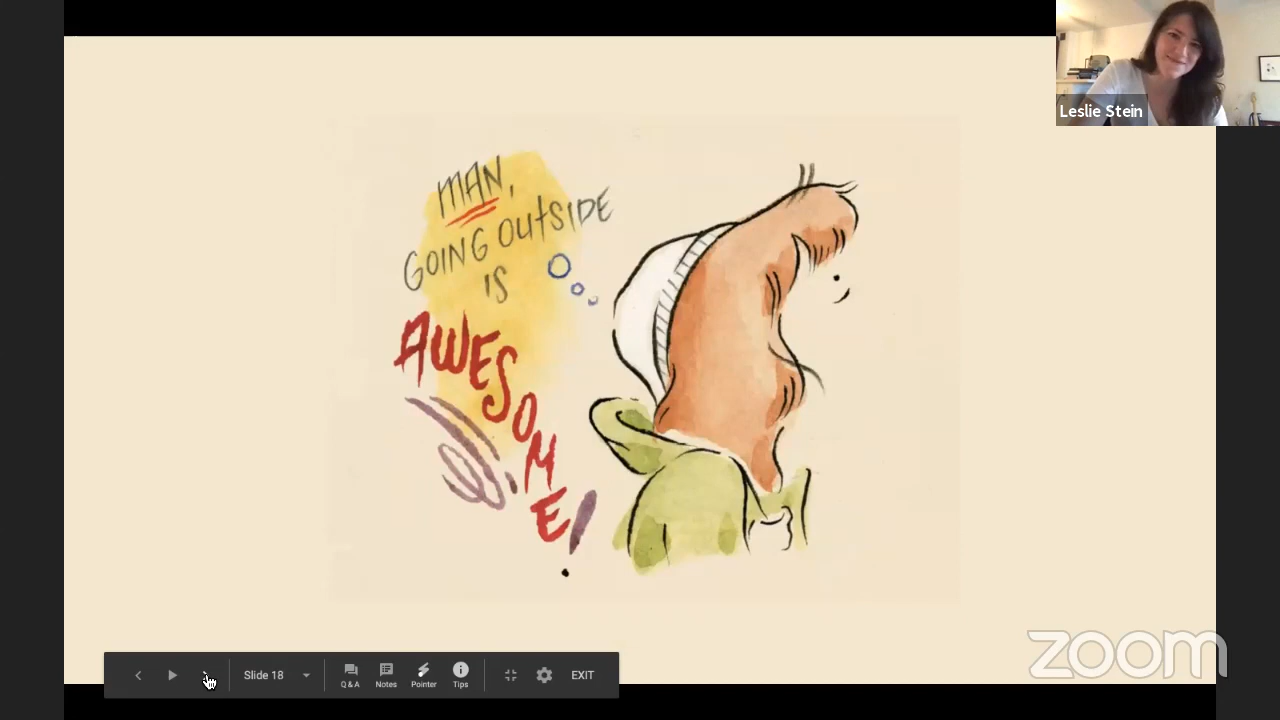 Leslie Stein
MAN,
GOING OUtSIDE
IS
AWESOME!
zoom
Slide 18
Q&A
Notes
Pointer
Tips
EXIT